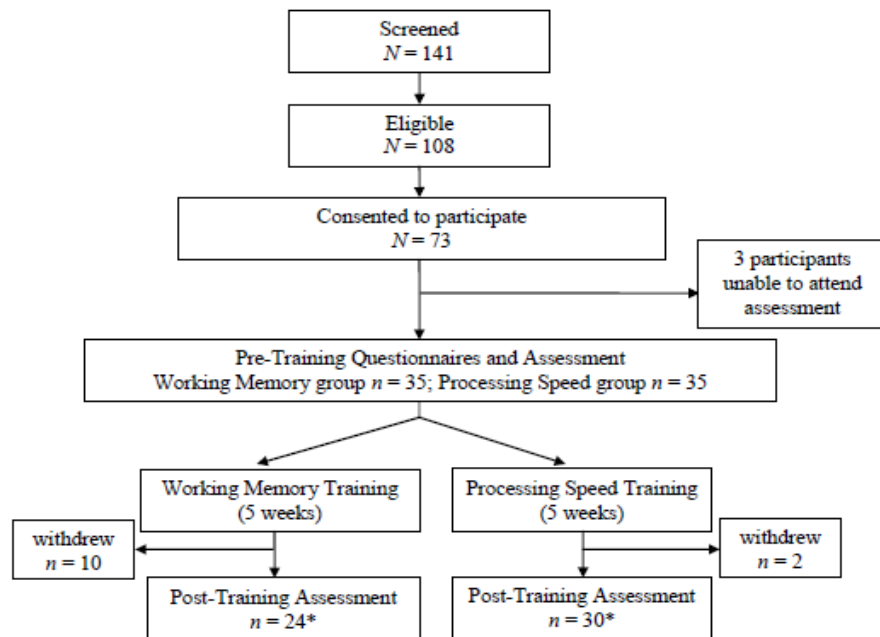 Screened
N = 141
Eligible
N = 108
Consented to participate
N = 73
3 participants
unable to attend
assessment
Pre-Training Questionnaires and Assessment
Working Memory group n = 35; Processing Speed group n = 35
Working Memory Training
(5 weeks)
Processing Speed Training
(5 weeks)
withdrew
n = 10
withdrew
n = 2
Post-Training Assessment
n = 24*
Post-Training Assessment
n = 30*